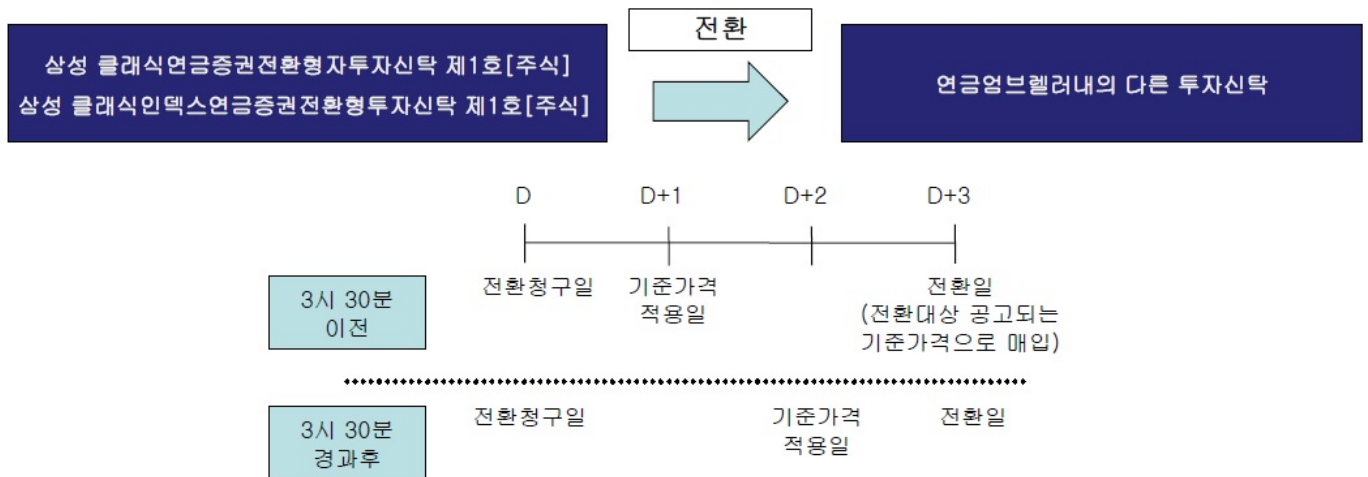 전환
삼성 클래식연금증권전환형자투자신탁 제1호[주식]
삼성 클래식인덱스연금증권전환형투자신탁 제1호[주식]
연금엄브렐러내의 다른 투자신탁
D D+1 D+2 D+3
3시 30분
이전
전환청구일
기준가격
적용일
전환일
(전환대상 공고되는
기준가격으로 매입)
3시 30분
경과후
전환청구일
기준가격
적용일
전환일